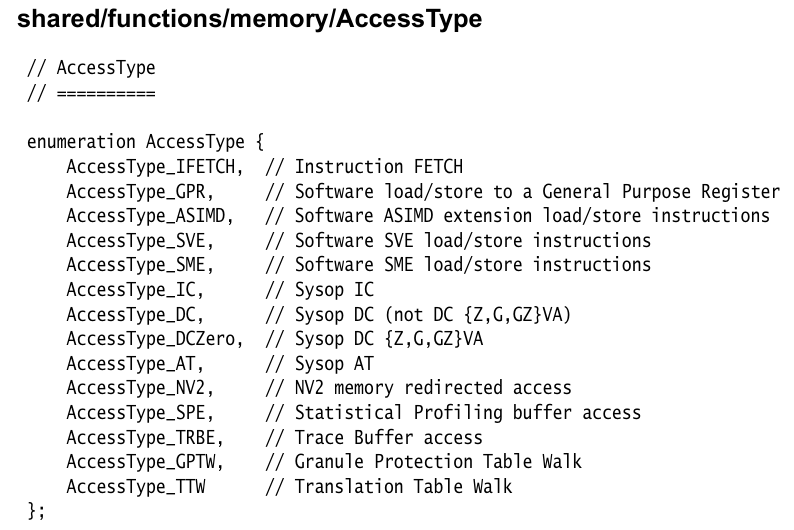 shared/functions/memory/AccessType
// AccessType
// ==========
enumeration AccessType {
AccessType_IFETCH, // Instruction FETCH
AccessType_GPR, // Software load/store to a General Purpose Register
AccessType_ASIMD, // Software ASIMD extension load/store instructions
AccessType_SVE, // Software SVE load/store instructions
AccessType_SME, // Software SME load/store instructions
AccessType_IC, // Sysop IC
AccessType_DC, // Sysop DC (not DC {Z,G,GZ}VA)
AccessType_DCZero, // Sysop DC {Z,G,GZ}VA
AccessType_AT, // Sysop AT
AccessType_NV2, // NV2 memory redirected access
AccessType_SPE, // Statistical Profiling buffer access
AccessType_TRBE, // Trace Buffer access
AccessType_GPTW, // Granule Protection Table Walk
AccessType_TTW // Translation Table Walk
};